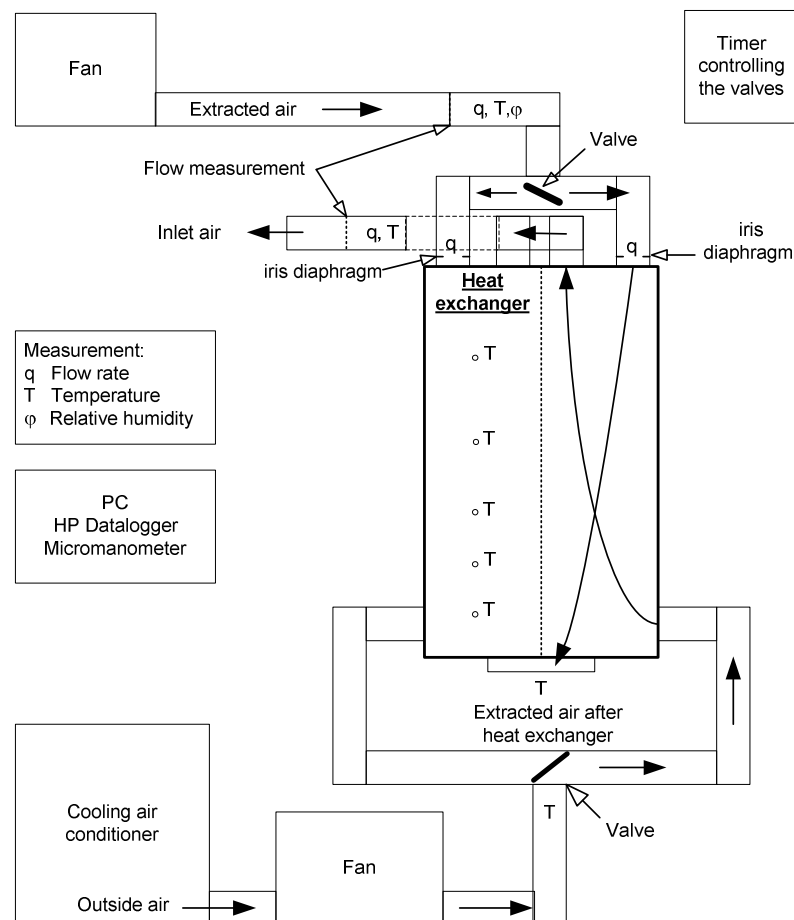 Fan
Timer
controlling
the valves
Extracted air
q, T,φ
Valve
Flow measurement
Inlet air
q, T
q
q
iris
diaphragm
iris diaphragm
Heat
exchanger
T
T
T
T
T
Measurement:
q Flow rate
T Temperature
φ Relative humidity
PC
HP Datalogger
Micromanometer
T
Extracted air after
heat exchanger
Cooling air
conditioner
T
Valve
Fan
Outside air